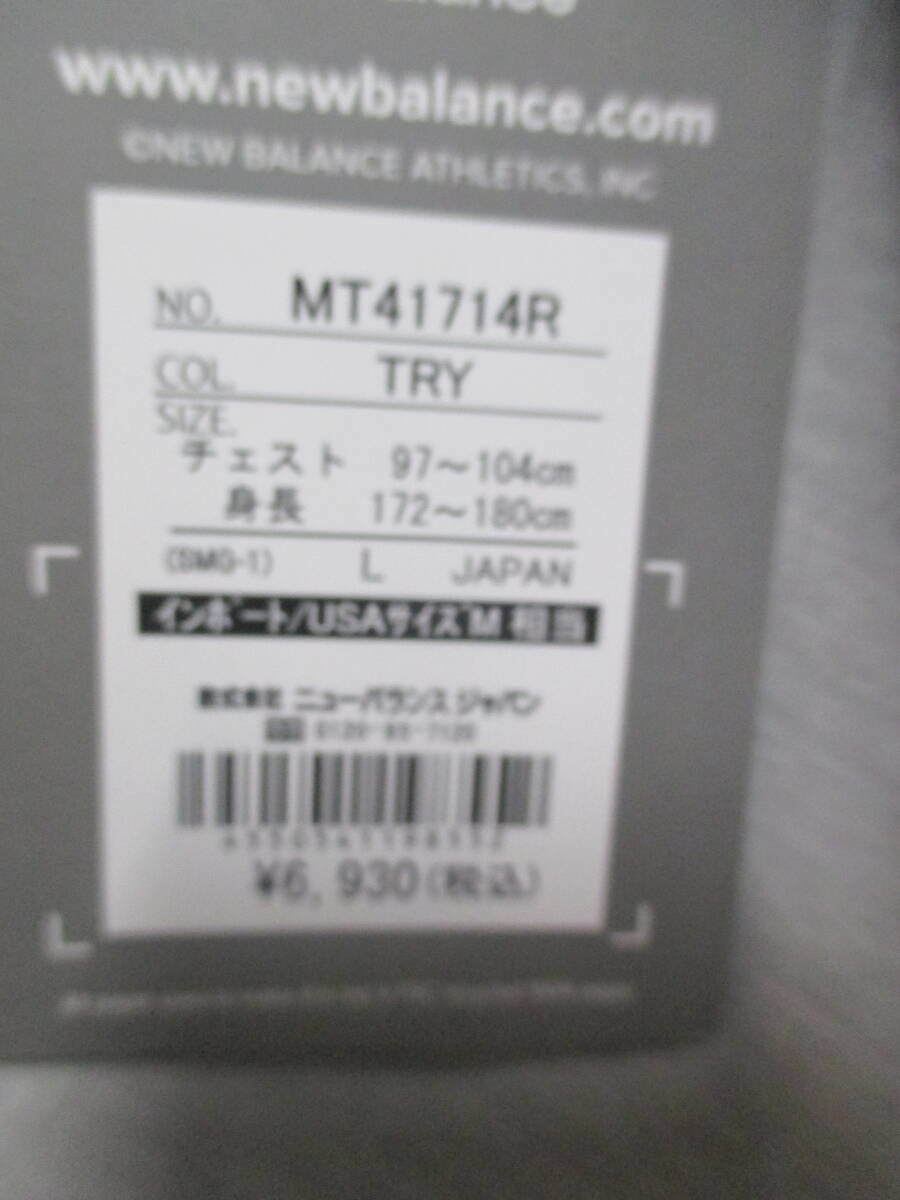 www.newbalance.com
©NEW BALANCE ATHLETICS, INC
NO. MT41714R
COL. TRY
SIZE.
チェスト 97～104cm
身長 172～180cm
(SMG-1) L JAPAN
インポート/USAサイズM 相当
株式会社 ニューバランス ジャパン
¥6,930(税込)